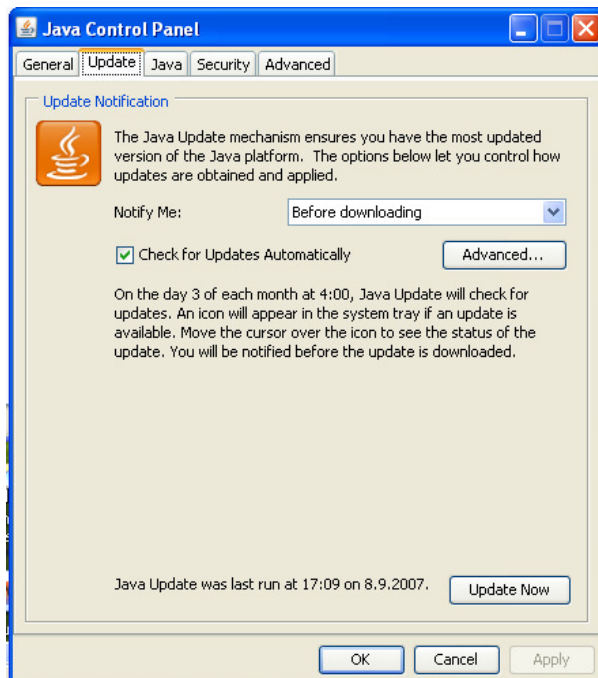 Java Control Panel
General Update Java Security Advanced
Update Notification
The Java Update mechanism ensures you have the most updated
version of the Java platform. The options below let you control how
updates are obtained and applied.
Notify Me: Before downloading
Check for Updates Automatically Advanced...
On the day 3 of each month at 4:00, Java Update will check for
updates. An icon will appear in the system tray if an update is
available. Move the cursor over the icon to see the status of the
update. You will be notified before the update is downloaded.
Java Update was last run at 17:09 on 8.9.2007. Update Now
OK Cancel Apply